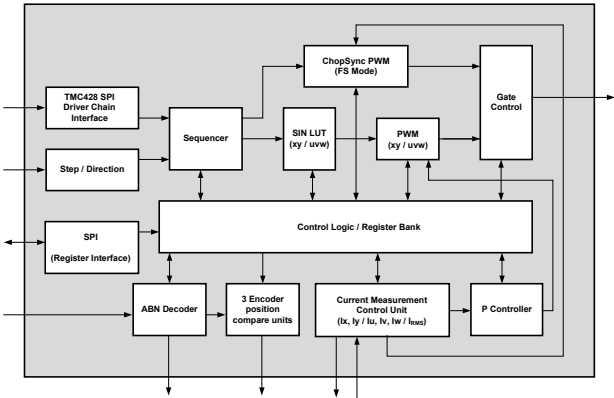 ChopSync PWM
(FS Mode)
TMC428 SPI
Driver Chain
Interface
Gate
Control
Sequencer
SIN LUT
(xy / uvw)
PWM
(xy / uvw)
Step / Direction
SPI
(Register Interface)
Control Logic / Register Bank
ABN Decoder
3 Encoder
position
compare units
Current Measurement
Control Unit
(Ix, Iy / Iu, Iv, Iw / IRMS)
P Controller